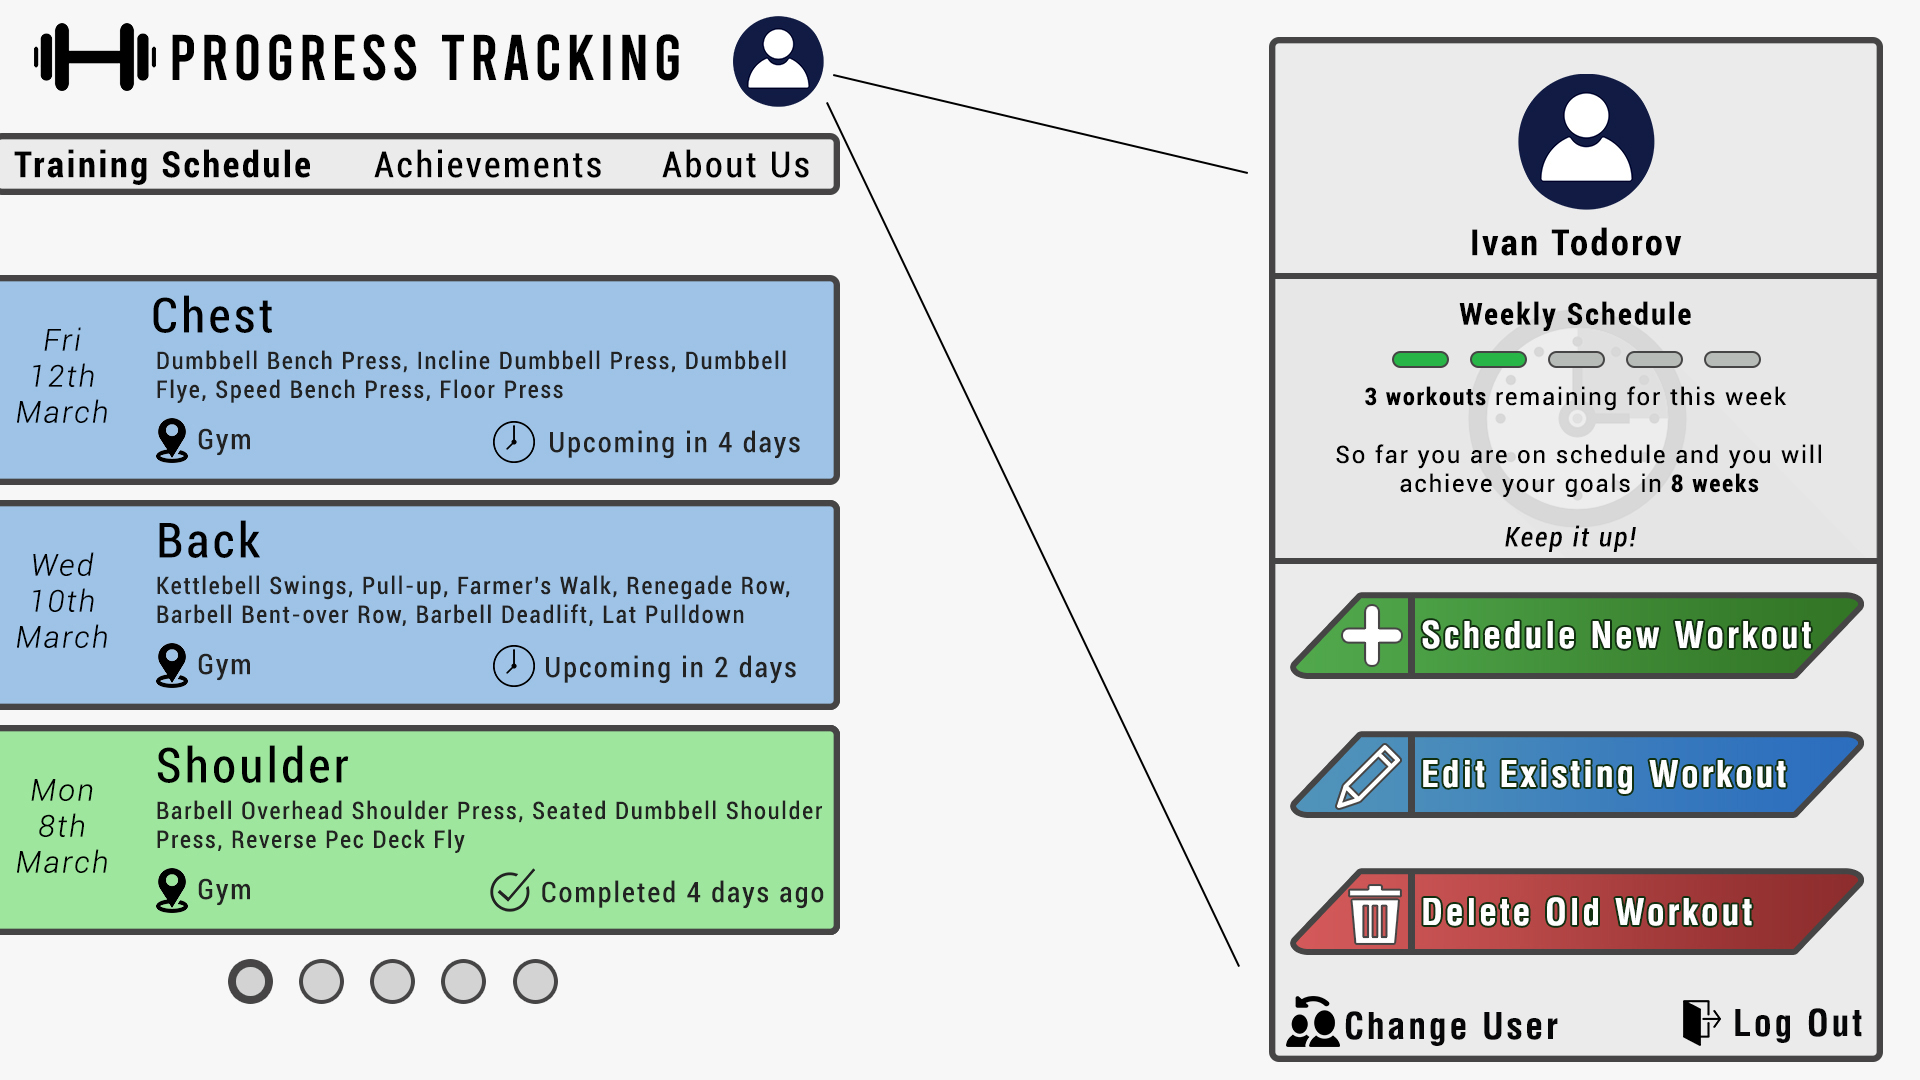 PROGRESS TRACKING
Training Schedule
Achievements
About Us
Fri
12th
March
Chest
Dumbbell Bench Press, Incline Dumbbell Press, Dumbbell
Flye, Speed Bench Press, Floor Press
Gym
Upcoming in 4 days
Wed
10th
March
Back
Kettlebell Swings, Pull-up, Farmer's Walk, Renegade Row,
Barbell Bent-over Row, Barbell Deadlift, Lat Pulldown
Gym
Upcoming in 2 days
Mon
8th
March
Shoulder
Barbell Overhead Shoulder Press, Seated Dumbbell Shoulder
Press, Reverse Pec Deck Fly
Gym
Completed 4 days ago
Ivan Todorov
Weekly Schedule
3 workouts remaining for this week
So far you are on schedule and you will
achieve your goals in 8 weeks
Keep it up!
Schedule New Workout
Edit Existing Workout
Delete Old Workout
Change User
Log Out